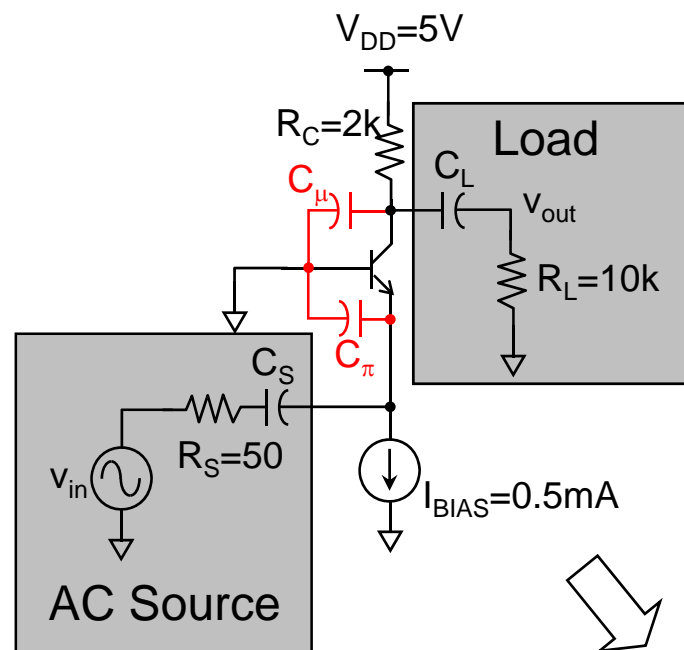 V_DD=5V
R_C=2k
Load
C_μ
C_L
v_out
R_L=10k
C_π
C_S
R_S=50
v_in
I_BIAS=0.5mA
AC Source